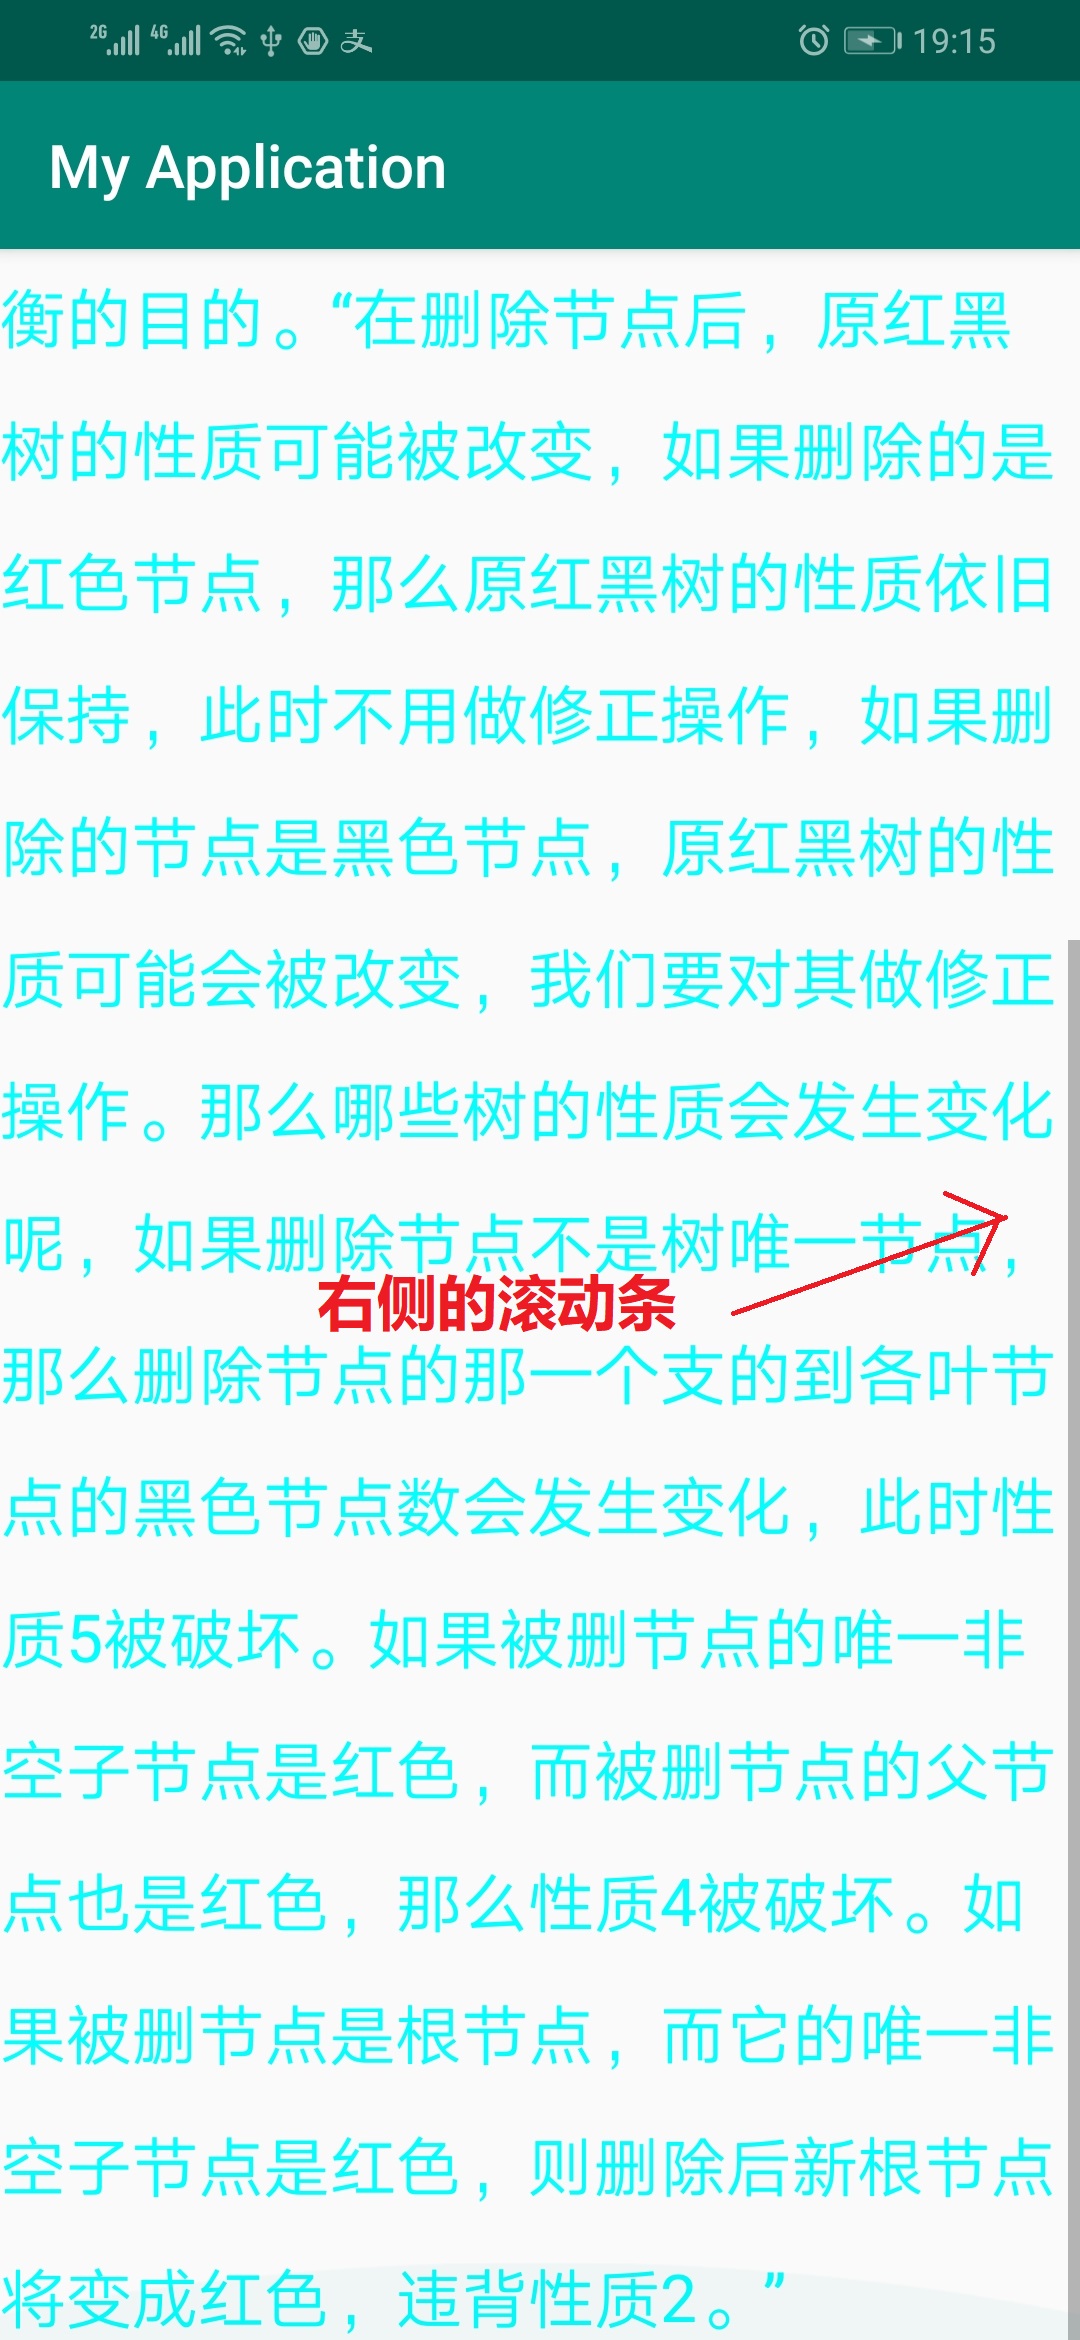 2G 4G 支 19:15
My Application
衡的目的。“在删除节点后，原红黑
树的性质可能被改变，如果删除的是
红色节点，那么原红黑树的性质依旧
保持，此时不用做修正操作，如果删
除的节点是黑色节点，原红黑树的性
质可能会被改变，我们要对其做修正
操作。那么哪些树的性质会发生变化
呢，如果删除节点不是树唯一节点，
右侧的滚动条
那么删除节点的那一个支的到各叶节
点的黑色节点数会发生变化，此时性
质5被破坏。如果被删节点的唯一非
空子节点是红色，而被删节点的父节
点也是红色，那么性质4被破坏。如
果被删节点是根节点，而它的唯一非
空子节点是红色，则删除后新根节点
将变成红色，违背性质2。”